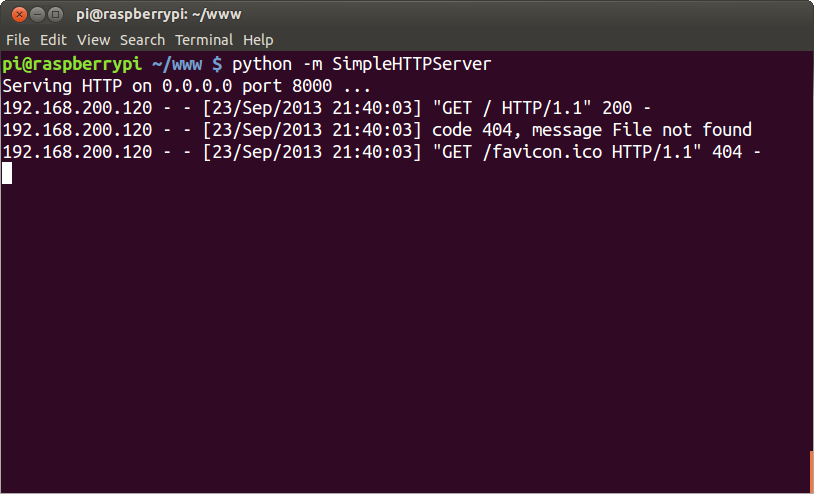 pi@raspberrypi: ~/www
File Edit View Search Terminal Help
pi@raspberrypi ~/www $ python -m SimpleHTTPServer
Serving HTTP on 0.0.0.0 port 8000 ...
192.168.200.120 - - [23/Sep/2013 21:40:03] "GET / HTTP/1.1" 200 -
192.168.200.120 - - [23/Sep/2013 21:40:03] code 404, message File not found
192.168.200.120 - - [23/Sep/2013 21:40:03] "GET /favicon.ico HTTP/1.1" 404 -